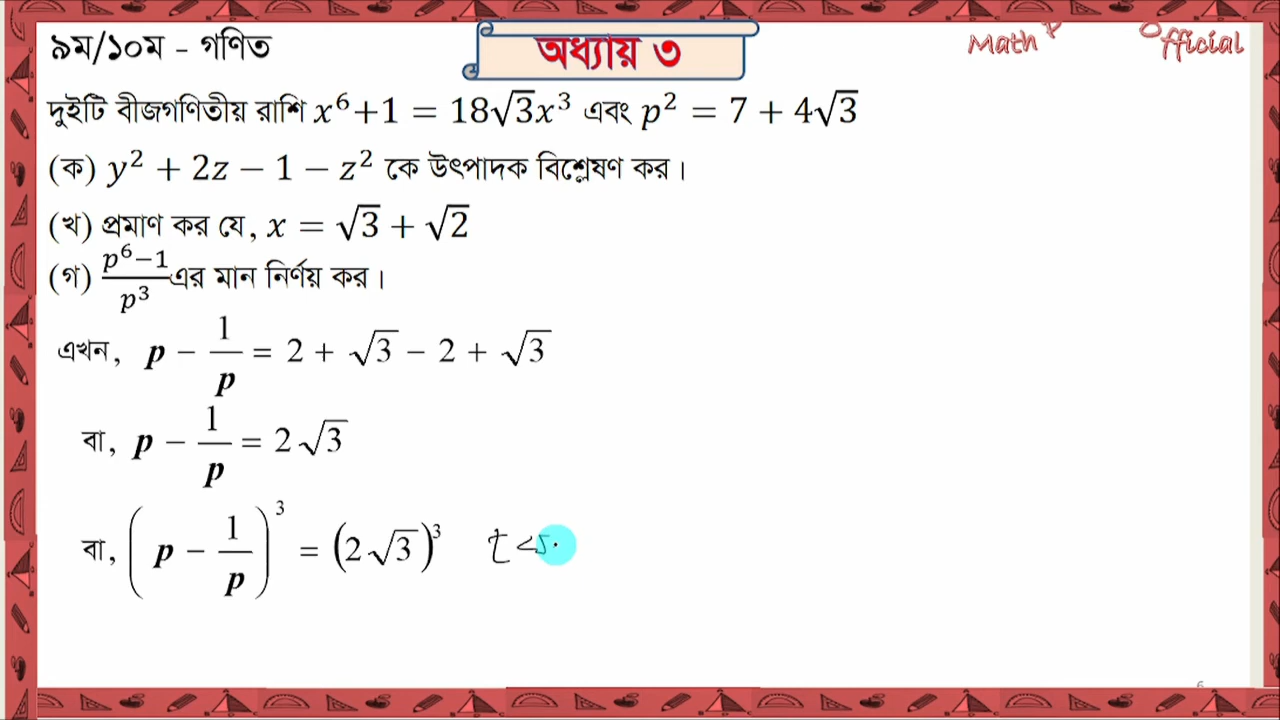 ৯ম/১০ম - গণিত
অধ্যায় ৩
Math P Official
দুইটি বীজগণিতীয় রাশি x⁶+1 = 18√3x³ এবং p² = 7 + 4√3
(ক) y² + 2z − 1 − z² কে উৎপাদক বিশ্লেষণ কর।
(খ) প্রমাণ কর যে, x = √3 + √2
(গ) (p⁶−1)/p³ এর মান নির্ণয় কর।
এখন, p − 1/p = 2 + √3 − 2 + √3
বা, p − 1/p = 2√3
বা, (p − 1/p)³ = (2√3)³